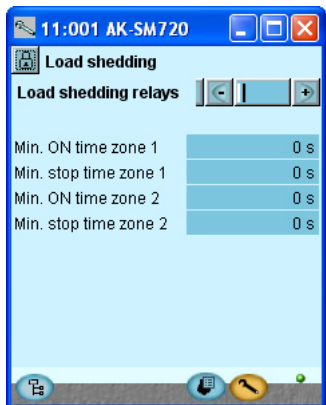 11:001 AK-SM720
Load shedding
Load shedding relays - +
Min. ON time zone 1 0 s
Min. stop time zone 1 0 s
Min. ON time zone 2 0 s
Min. stop time zone 2 0 s